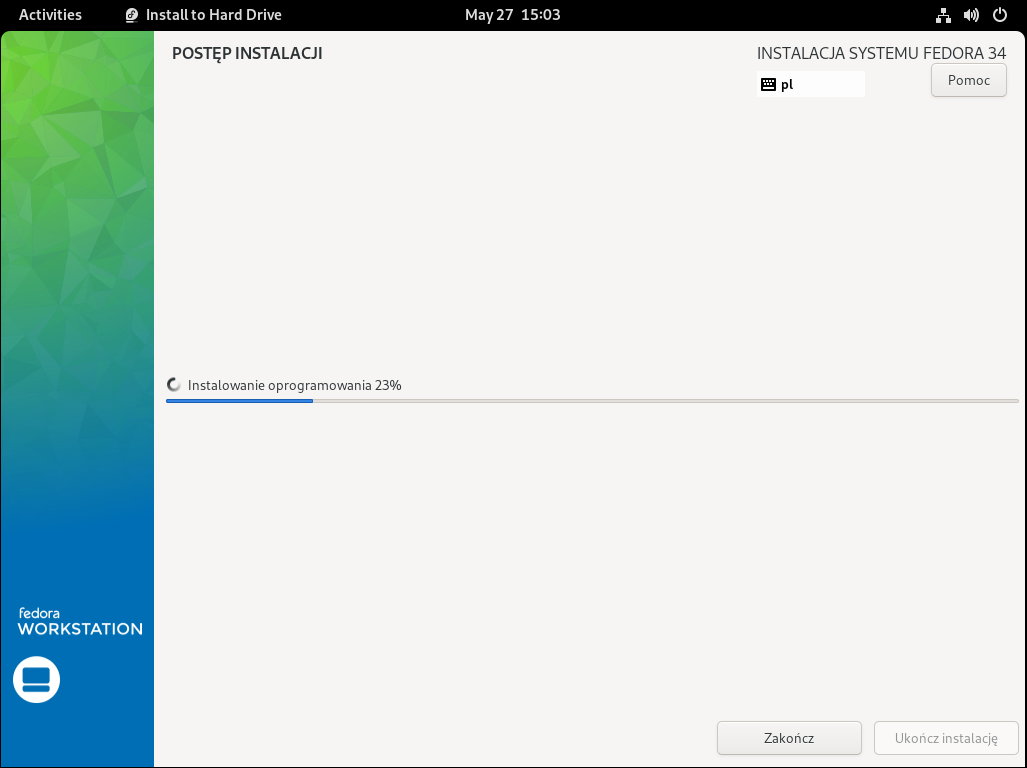 Activities Install to Hard Drive May 27 15:03
POSTĘP INSTALACJI
INSTALACJA SYSTEMU FEDORA 34
pl
Pomoc
Instalowanie oprogramowania 23%
fedora
WORKSTATION
Zakończ Ukończ instalację